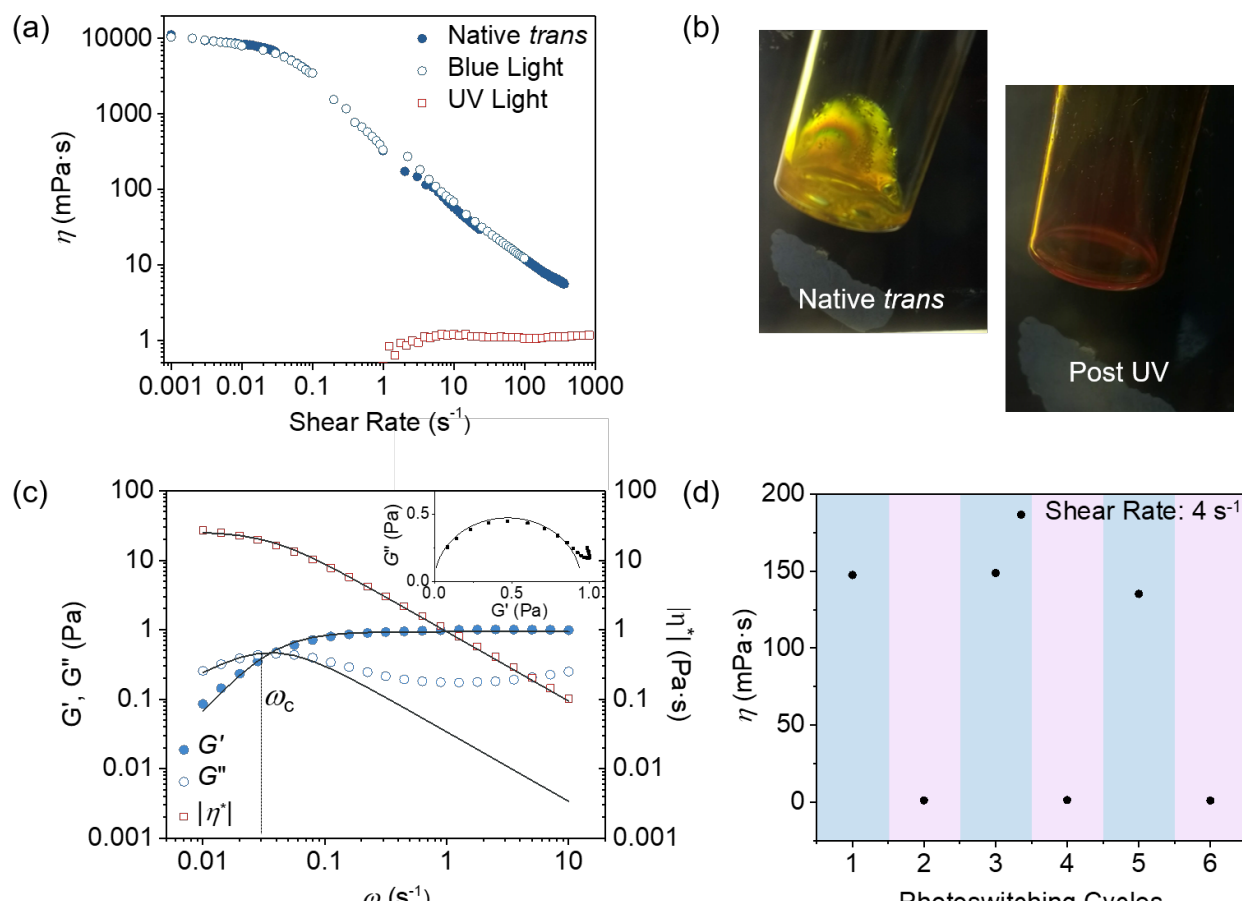 (a)
10000
1000
100
10
1
η (mPa·s)
Native trans
Blue Light
UV Light
0.001 0.01 0.1 1 10 100 1000
Shear Rate (s⁻¹)
(b)
Native trans
Post UV
(c)
100
10
1
0.1
0.01
0.001
G', G" (Pa)
G" (Pa)
0.5
0.0
0.0 0.5 1.0
G' (Pa)
ωc
G'
G"
|η*|
100
10
1
0.1
0.01
0.001
|η*| (Pa·s)
0.01 0.1 1 10
ω (s⁻¹)
(d)
200
150
100
50
0
η (mPa·s)
Shear Rate: 4 s⁻¹
1 2 3 4 5 6
Photoswitching Cycles